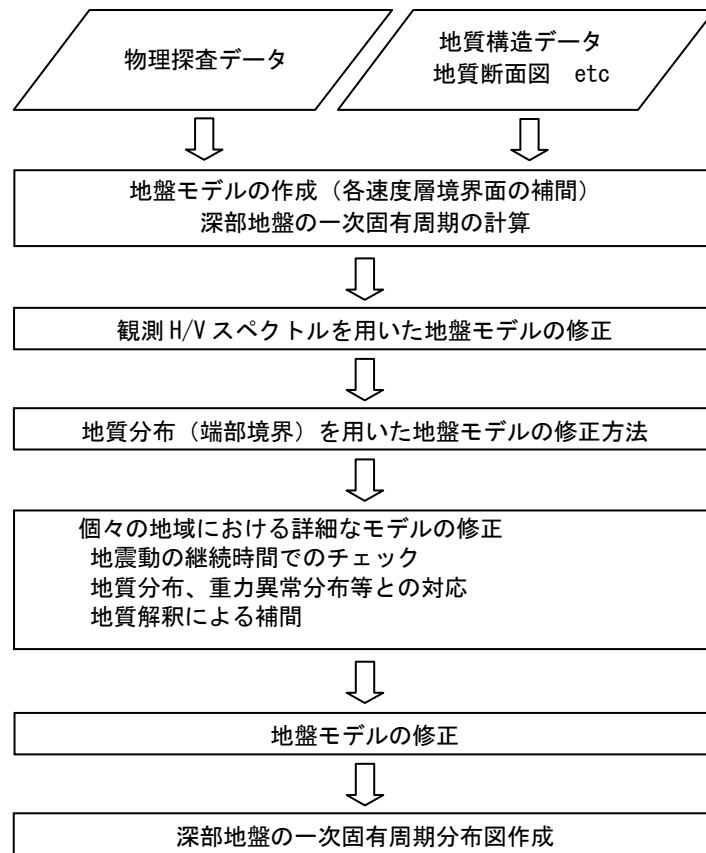 物理探査データ
地質構造データ
地質断面図　etc
地盤モデルの作成（各速度層境界面の補間）
深部地盤の一次固有周期の計算
観測 H/V スペクトルを用いた地盤モデルの修正
地質分布（端部境界）を用いた地盤モデルの修正方法
個々の地域における詳細なモデルの修正
地震動の継続時間でのチェック
地質分布、重力異常分布等との対応
地質解釈による補間
地盤モデルの修正
深部地盤の一次固有周期分布図作成